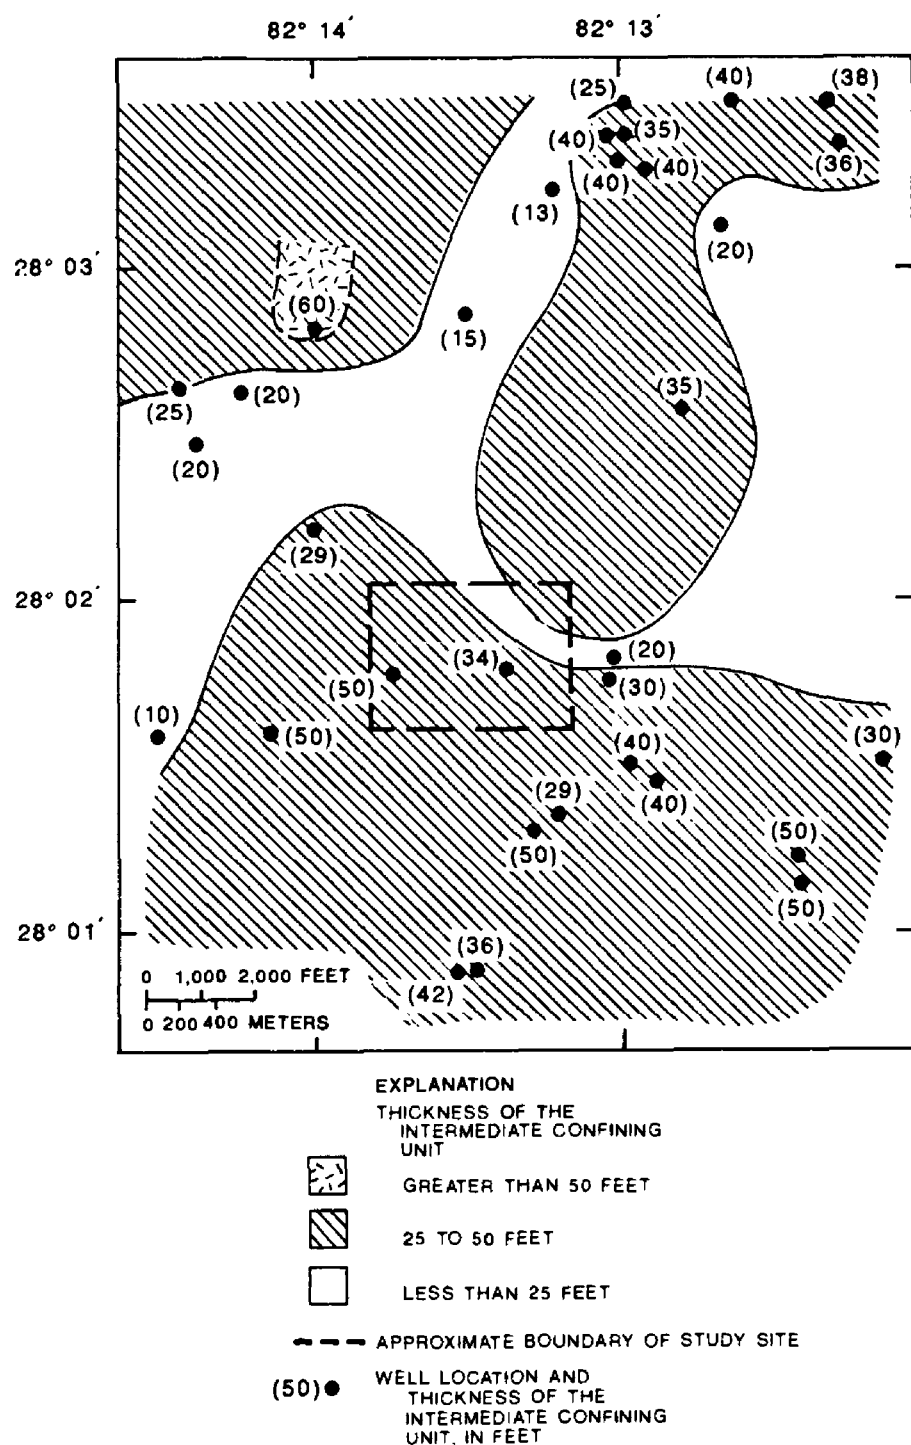 82° 14′ 82° 13′
(25) (40) (38)
(40) (35)
(40) (40) (36)
(13)
(20)
28° 03′
(60)
(15)
(35)
(25) (20)
(20)
(29)
28° 02′
(20)
(34)
(50) (30)
(10)
(50) (40) (30)
(40)
(29)
(50) (50)
(50)
28° 01′
(36)
(42)
0 1,000 2,000 FEET
0 200 400 METERS
EXPLANATION
THICKNESS OF THE
INTERMEDIATE CONFINING
UNIT
GREATER THAN 50 FEET
25 TO 50 FEET
LESS THAN 25 FEET
APPROXIMATE BOUNDARY OF STUDY SITE
(50) WELL LOCATION AND
THICKNESS OF THE
INTERMEDIATE CONFINING
UNIT, IN FEET